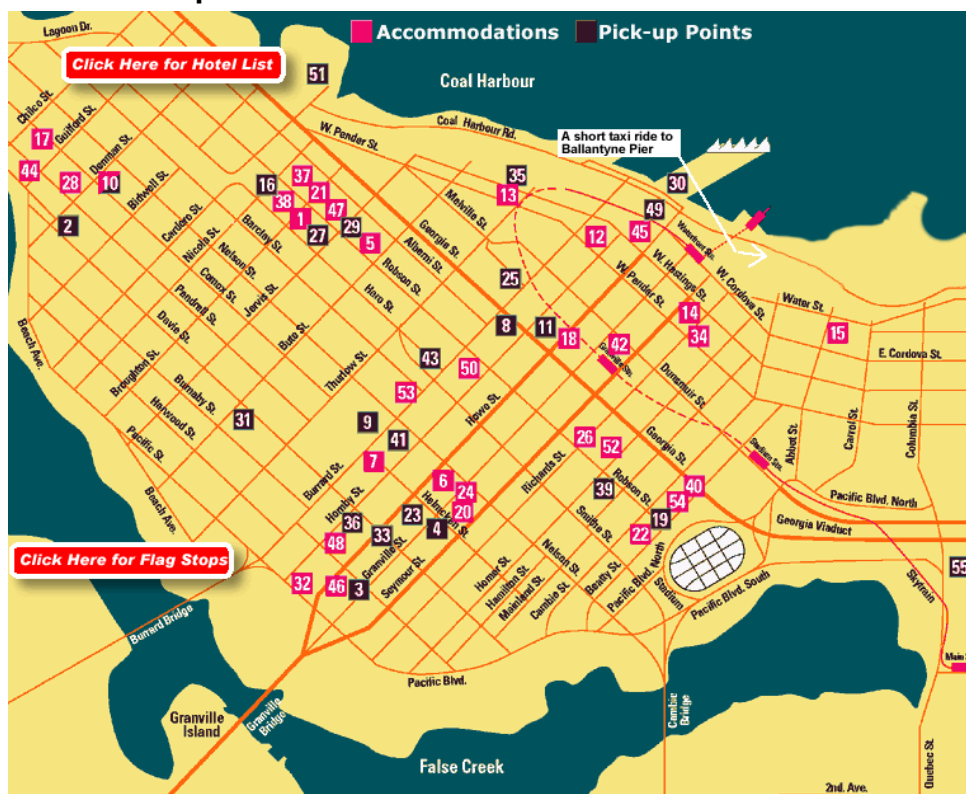 Accommodations
Pick-up Points
Lagoon Dr.
Click Here for Hotel List
51
Coal Harbour
Chilco St.
Guilford St.
17
Coal Harbour Rd.
W. Pender St.
A short taxi ride to
Ballantyne Pier
Denman St.
44
28
10
Bidwell St.
16
37
21
38
47
1
27
29
5
35
13
30
49
45
12
2
Cardero St.
Nicola St.
Barclay St.
Nelson St.
Comox St.
Pendrell St.
Jervis St.
Melville St.
Georgia St.
Alberni St.
Robson St.
Haro St.
Waterfront Stn.
W. Hastings St.
W. Cordova St.
W. Pender St.
25
Water St.
14
34
15
E. Cordova St.
Davie St.
Bute St.
8
11
18
42
Granville Stn.
Beach Ave.
Broughton St.
Thurlow St.
43
50
53
Dunsmuir St.
Burnaby St.
Harwood St.
31
9
41
7
Howe St.
Abbot St.
Carrol St.
Columbia St.
Pacific St.
26
52
Georgia St.
Stadium Stn.
Burrard St.
Richards St.
Robson St.
39
40
54
19
22
Pacific Blvd. North
Georgia Viaduct
Beach Ave.
Hornby St.
6
24
20
Helmcken St.
23
4
36
33
48
Smithe St.
Click Here for Flag Stops
Granville St.
Seymour St.
Nelson St.
Homer St.
Hamilton St.
Mainland St.
Cambie St.
Beatty St.
Pacific Blvd. North
Stadium
Pacific Blvd. South
Skytrain
55
32
46
3
Burrard Bridge
Main
Pacific Blvd.
Granville
Island
Granville
Bridge
Cambie
Bridge
False Creek
Quebec St.
2nd. Ave.